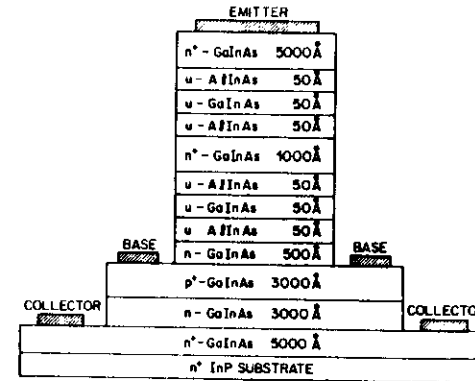 EMITTER
n⁺- GaInAs 5000Å
u - AlInAs 50Å
u - GaInAs 50Å
u - AlInAs 50Å
n⁺- GaInAs 1000Å
u - AlInAs 50Å
u - GaInAs 50Å
u AlInAs 50Å
n - GaInAs 500Å
BASE BASE
p⁺- GaInAs 3000Å
COLLECTOR COLLECTO
n - GaInAs 3000Å
n⁺- GaInAs 5000Å
n⁺ InP SUBSTRATE